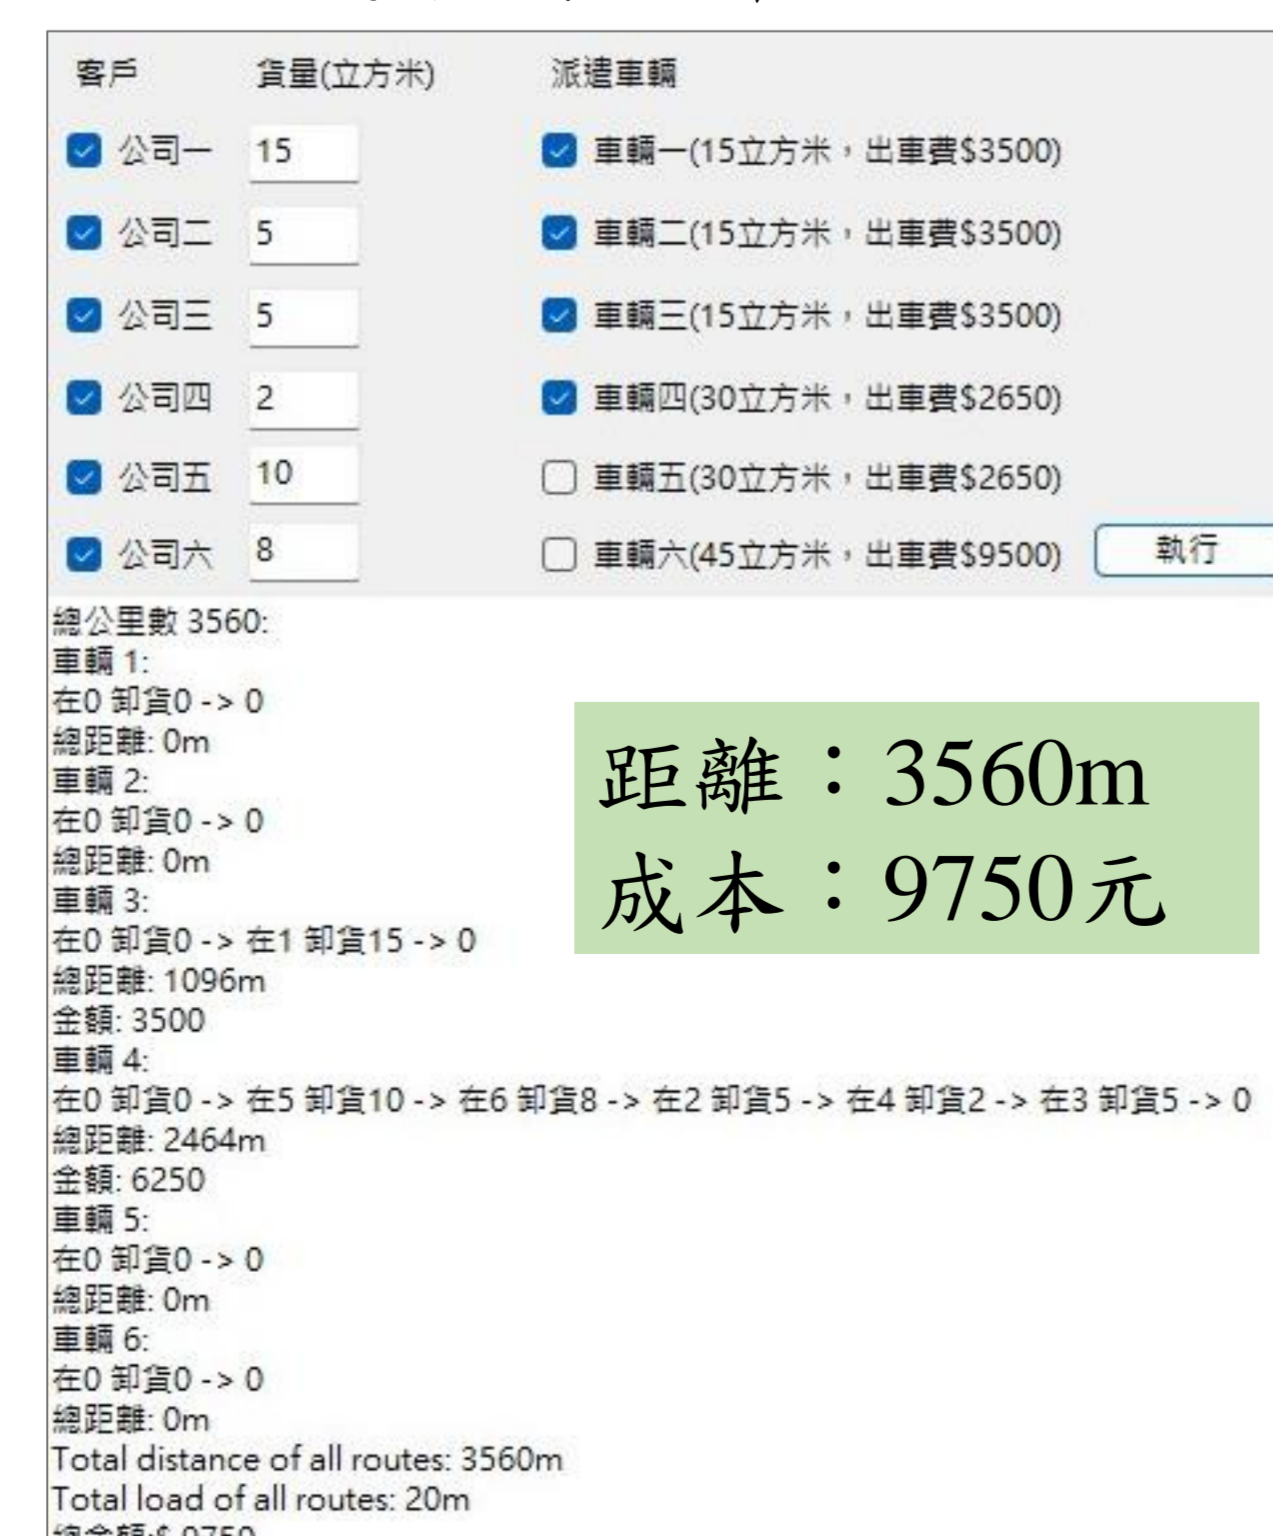 客戶 貨量(立方米) 派遣車輛
公司一 15 車輛一(15立方米，出車費$3500)
公司二 5 車輛二(15立方米，出車費$3500)
公司三 5 車輛三(15立方米，出車費$3500)
公司四 2 車輛四(30立方米，出車費$2650)
公司五 10 車輛五(30立方米，出車費$2650)
公司六 8 車輛六(45立方米，出車費$9500) 執行
總公里數 3560:
車輛 1:
在0 卸貨0 -> 0
總距離: 0m
車輛 2:
在0 卸貨0 -> 0
總距離: 0m
車輛 3:
在0 卸貨0 -> 在1 卸貨15 -> 0
總距離: 1096m
金額: 3500
車輛 4:
在0 卸貨0 -> 在5 卸貨10 -> 在6 卸貨8 -> 在2 卸貨5 -> 在4 卸貨2 -> 在3 卸貨5 -> 0
總距離: 2464m
金額: 6250
車輛 5:
在0 卸貨0 -> 0
總距離: 0m
車輛 6:
在0 卸貨0 -> 0
總距離: 0m
Total distance of all routes: 3560m
Total load of all routes: 20m
總金額:$ 9750
距離：3560m
成本：9750元